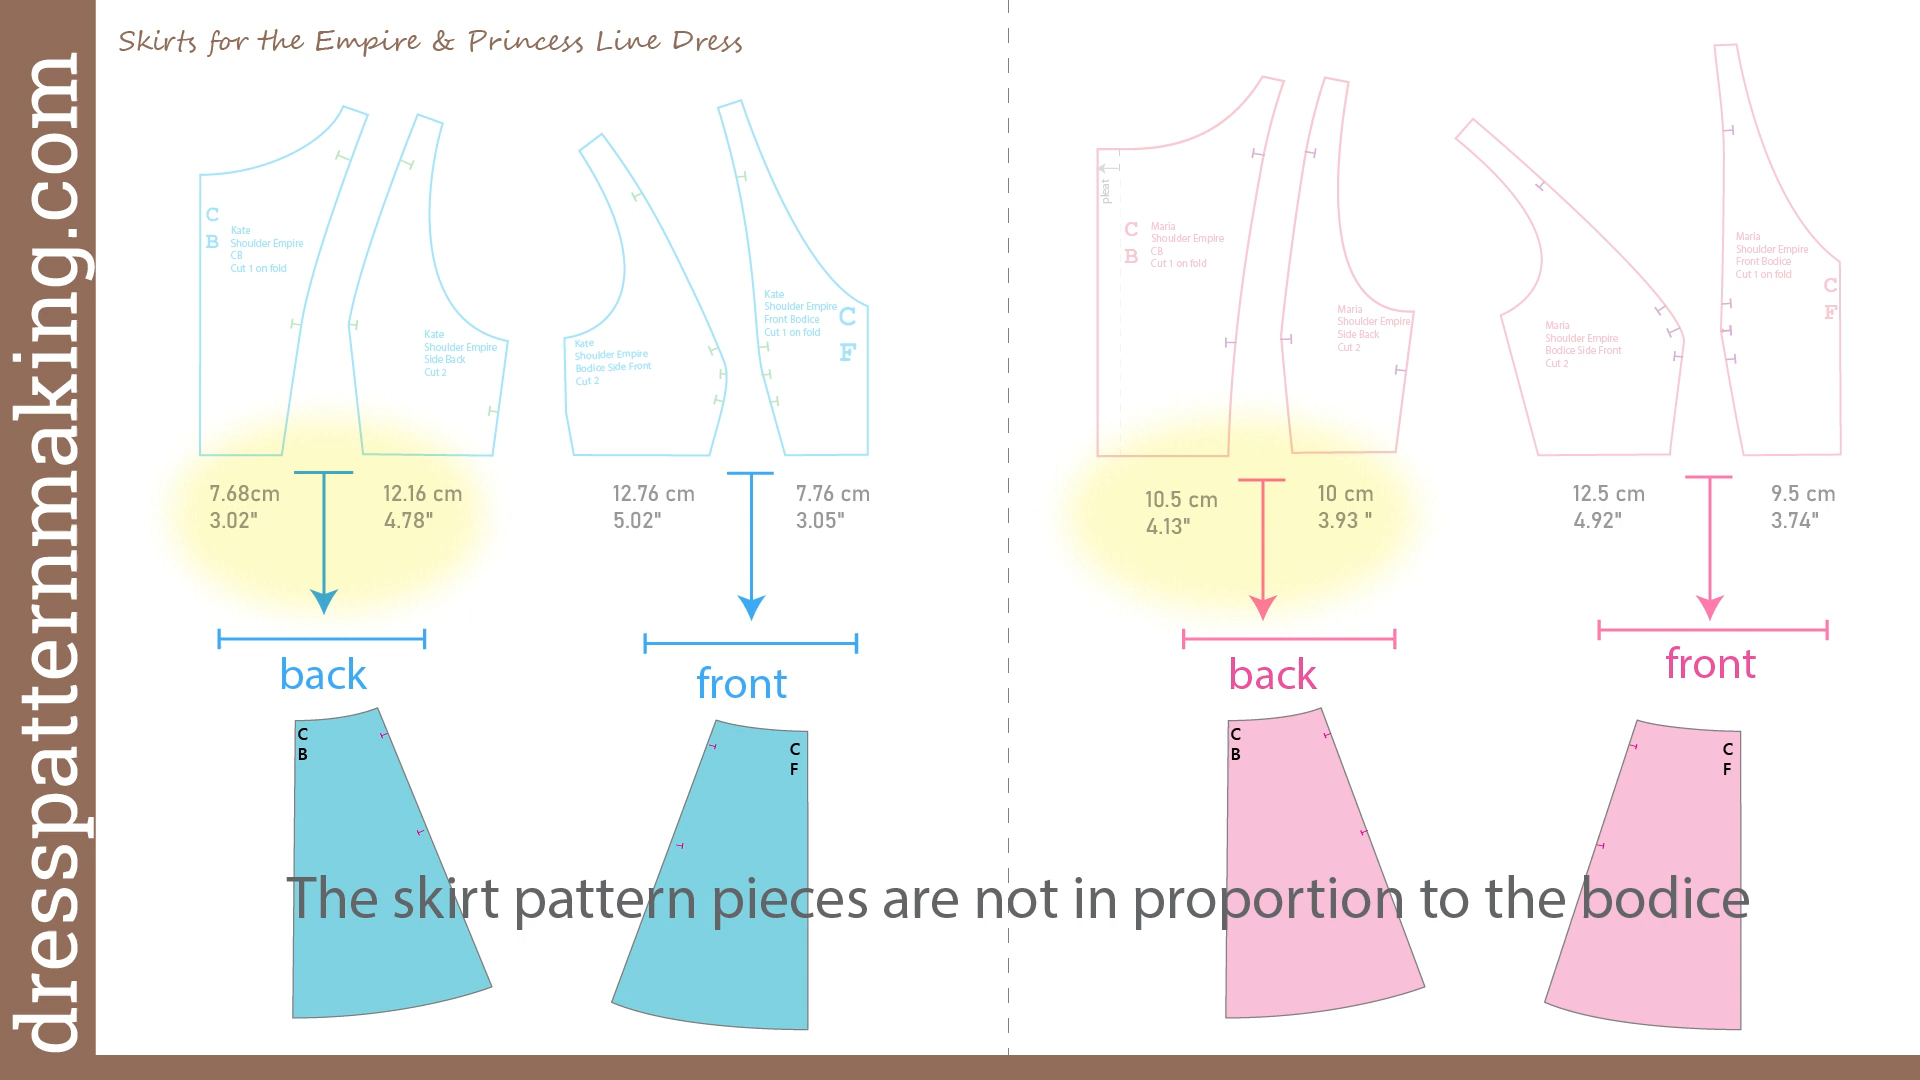 dresspatternmaking.com
Skirts for the Empire & Princess Line Dress
C
B
Kate
Shoulder Empire
CB
Cut 1 on fold
Kate
Shoulder Empire
Side Back
Cut 2
Kate
Shoulder Empire
Bodice Side Front
Cut 2
Kate
Shoulder Empire
Front Bodice
Cut 1 on fold
C
F
pleat
C
B
Maria
Shoulder Empire
CB
Cut 1 on fold
Maria
Shoulder Empire
Side Back
Cut 2
Maria
Shoulder Empire
Bodice Side Front
Cut 2
Maria
Shoulder Empire
Front Bodice
Cut 1 on fold
C
F
7.68cm
3.02"
12.16 cm
4.78"
12.76 cm
5.02"
7.76 cm
3.05"
10.5 cm
4.13"
10 cm
3.93 "
12.5 cm
4.92"
9.5 cm
3.74"
back
front
back
front
C
B
C
F
C
B
C
F
The skirt pattern pieces are not in proportion to the bodice